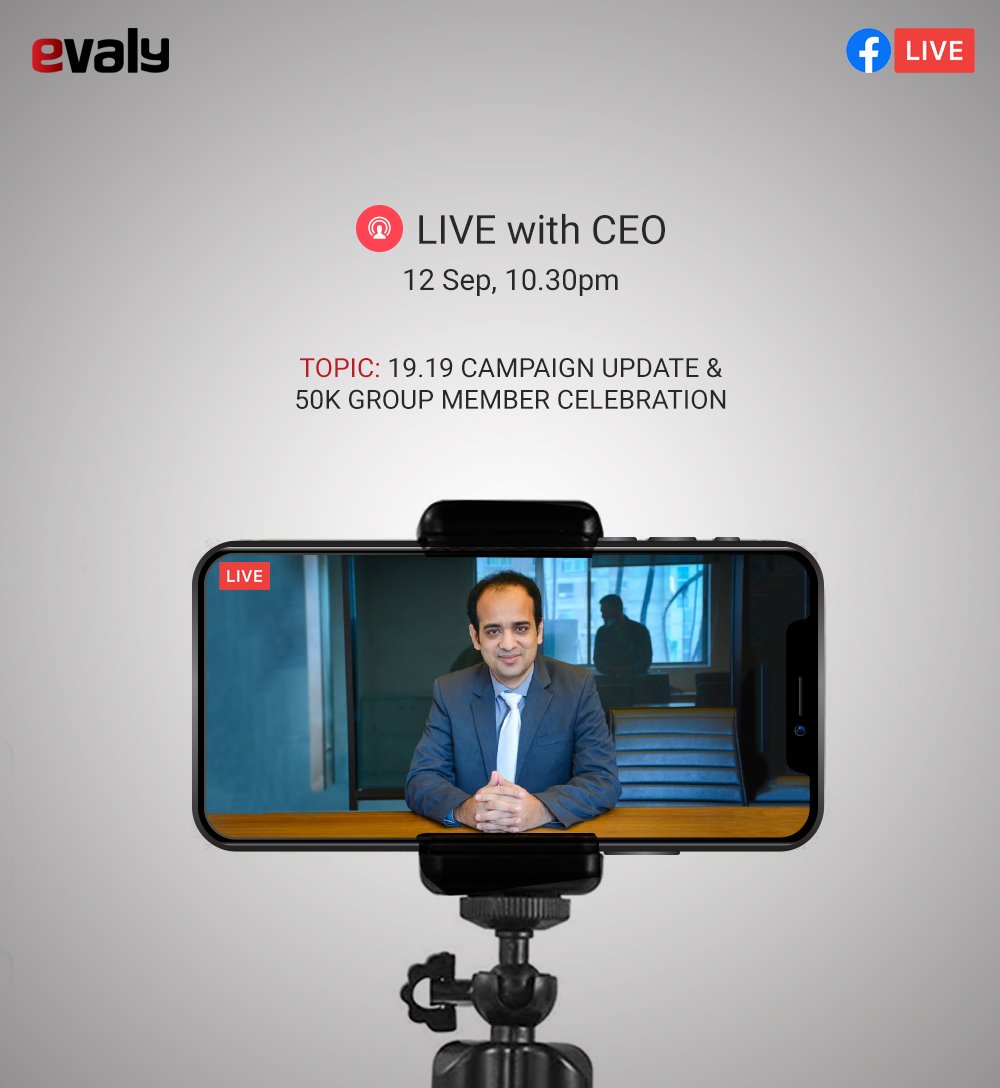 evaly
LIVE
LIVE with CEO
12 Sep, 10.30pm
TOPIC: 19.19 CAMPAIGN UPDATE &
50K GROUP MEMBER CELEBRATION
LIVE